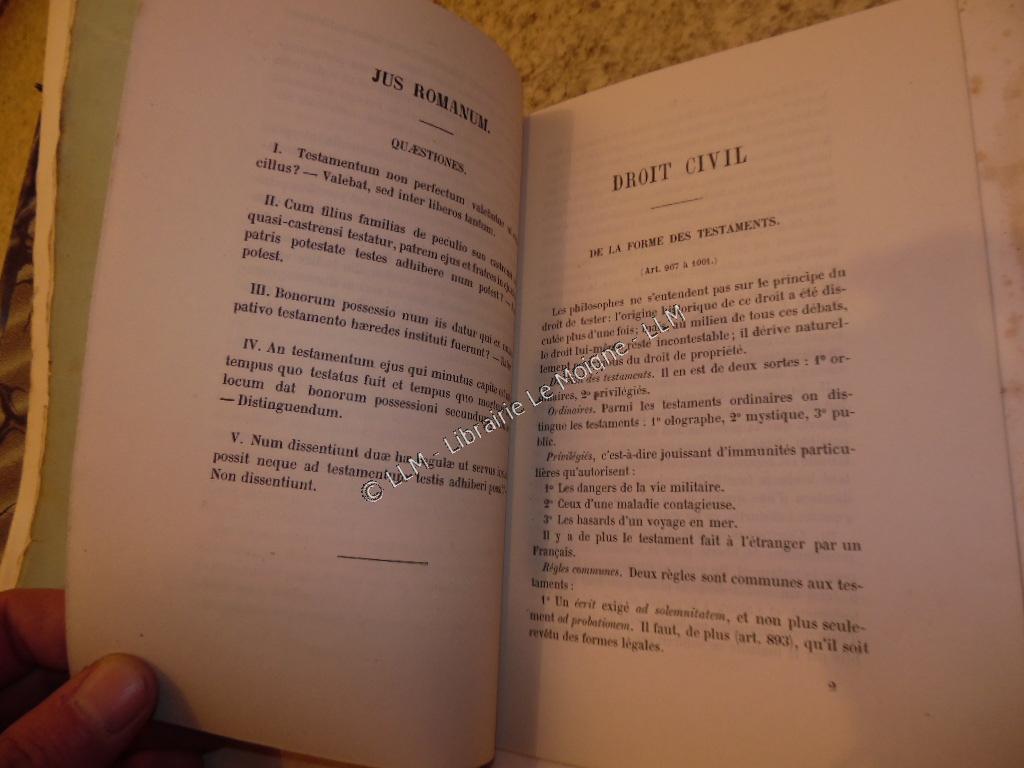 JUS ROMANUM.
QUÆSTIONES.
I. Testamentum non perfectum valebatne
cillus? — Valebat, sed inter liberos tantum.
II. Cum filius familias de peculio suo castrensi
quasi-castrensi testatur, patrem ejus et fratres in
patris potestate testes adhibere num potest? —
potest.
III. Bonorum possessio num iis datur qui ex
pativo testamento hæredes instituti fuerunt? —
IV. An testamentum ejus qui minutus capite
tempus quo testatus fuit et tempus quo
locum dat bonorum possessioni secundum
— Distinguendum.
V. Num dissentiunt duæ hæ regulæ ut servus
possit neque ad testamentum testis adhiberi
Non dissentiunt.
DROIT CIVIL
DE LA FORME DES TESTAMENTS.
(Art. 967 à 1001.)
Les philosophes ne s'entendent pas sur le principe du
droit de tester: l'origine historique de ce droit a été dis-
cutée plus d'une fois; mais au milieu de tous ces débats,
le droit lui-même reste incontestable; il dérive naturel-
lement du droit de propriété.
des testaments. Il en est de deux sortes : 1° or-
dinaires, 2° privilégiés.
Ordinaires. Parmi les testaments ordinaires on dis-
tingue les testaments : 1° olographe, 2° mystique, 3° pu-
blic.
Privilégiés, c'est-à-dire jouissant d'immunités particu-
lières qu'autorisent :
1° Les dangers de la vie militaire.
2° Ceux d'une maladie contagieuse.
3° Les hasards d'un voyage en mer.
Il y a de plus le testament fait à l'étranger par un
Français.
Règles communes. Deux règles sont communes aux tes-
taments :
1° Un écrit exigé ad solemnitatem, et non plus seule-
ment ad probationem. Il faut, de plus (art. 893), qu'il soit
revêtu des formes légales.
2
© LLM - Librairie Le Moigne - LLM